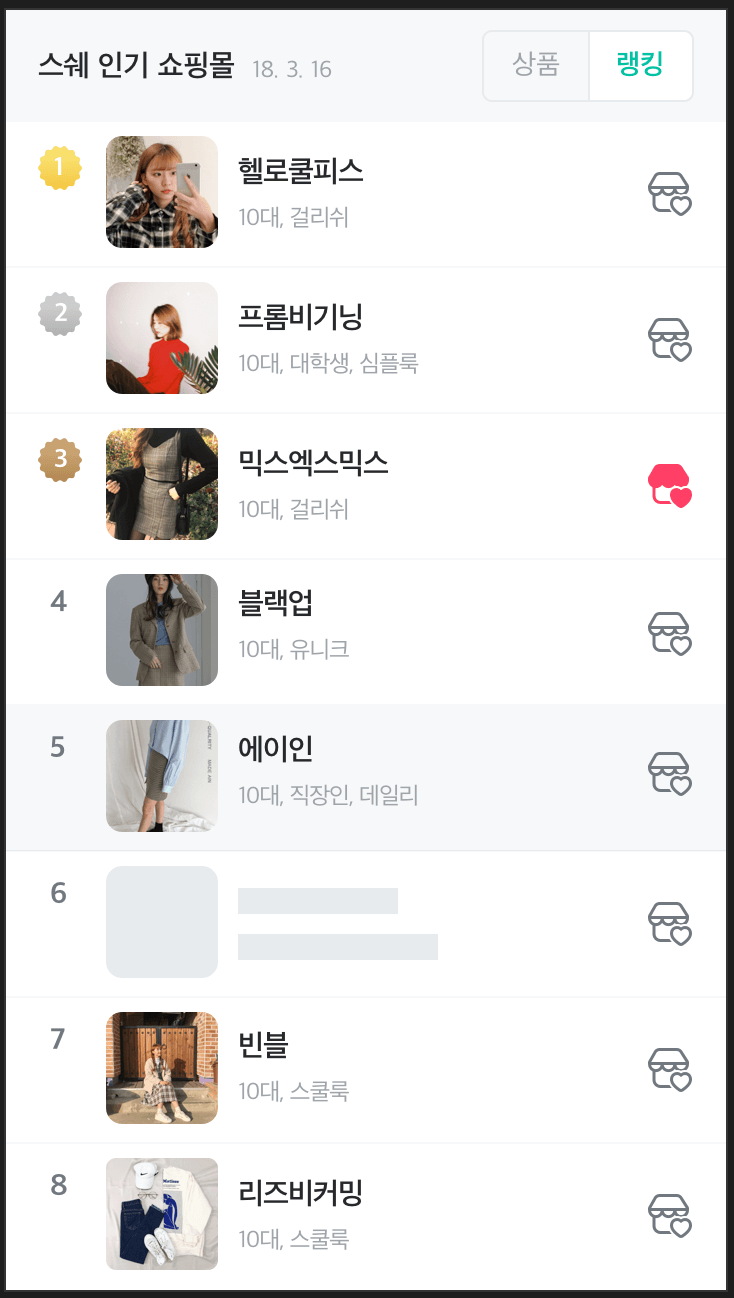 스쉐 인기 쇼핑몰 18. 3. 16 상품 랭킹
1
헬로쿨피스
10대, 걸리쉬
2
프롬비기닝
10대, 대학생, 심플룩
3
믹스엑스믹스
10대, 걸리쉬
4
블랙업
10대, 유니크
5
에이인
10대, 직장인, 데일리
6
7
빈블
10대, 스쿨룩
8
리즈비커밍
10대, 스쿨룩